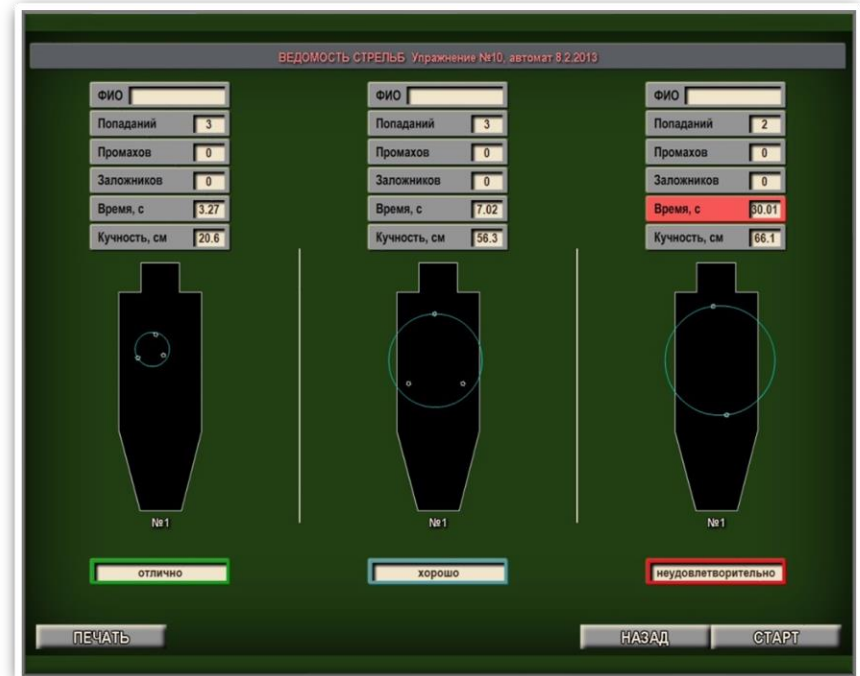 ВЕДОМОСТЬ СТРЕЛЬБ Упражнение №10, автомат 8.2.2013
ФИО
Попаданий 3
Промахов 0
Заложников 0
Время, с 3.27
Кучность, см 20.6
№1
отлично
ФИО
Попаданий 3
Промахов 0
Заложников 0
Время, с 7.02
Кучность, см 56.3
№1
хорошо
ФИО
Попаданий 2
Промахов 0
Заложников 0
Время, с 30.01
Кучность, см 66.1
№1
неудовлетворительно
ПЕЧАТЬ
НАЗАД
СТАРТ